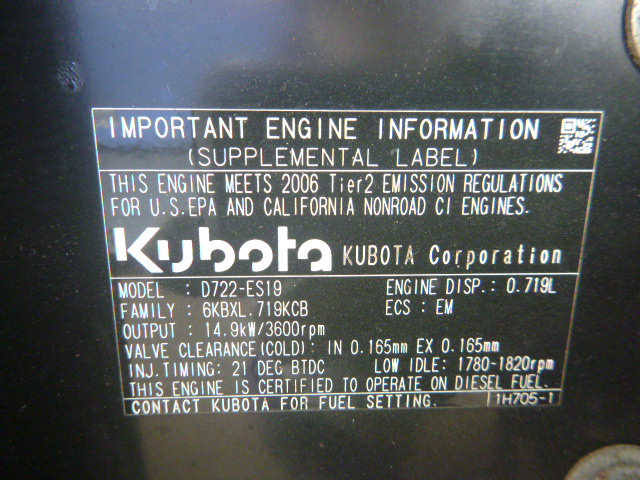 IMPORTANT ENGINE INFORMATION
(SUPPLEMENTAL LABEL)
THIS ENGINE MEETS 2006 Tier2 EMISSION REGULATIONS
FOR U.S.EPA AND CALIFORNIA NONROAD CI ENGINES.
Kubota KUBOTA Corporation
MODEL : D722-ES19 ENGINE DISP.: 0.719L
FAMILY : 6KBXL.719KCB ECS : EM
OUTPUT : 14.9kW/3600rpm
VALVE CLEARANCE(COLD): IN 0.165mm EX 0.165mm
INJ.TIMING: 21 DEG BTDC LOW IDLE: 1780-1820rpm
THIS ENGINE IS CERTIFIED TO OPERATE ON DIESEL FUEL.
CONTACT KUBOTA FOR FUEL SETTING. 1H705-1